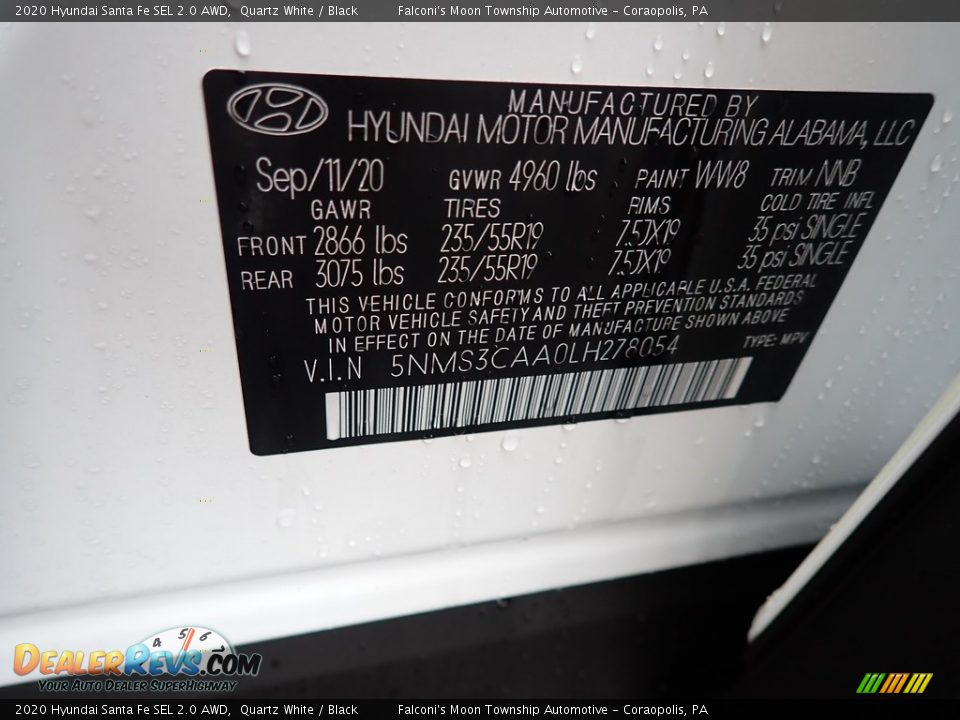 2020 Hyundai Santa Fe SEL 2.0 AWD, Quartz White / Black Falconi's Moon Township Automotive - Coraopolis, PA
MANUFACTURED BY
HYUNDAI MOTOR MANUFACTURING ALABAMA, LLC
Sep/11/20 GVWR 4960 lbs PAINT WW8 TRIM NNB
GAWR TIRES RIMS COLD TIRE INFL
FRONT 2866 lbs 235/55R19 7.5JX19 35 psi SINGLE
REAR 3075 lbs 235/55R19 7.5JX19 35 psi SINGLE
THIS VEHICLE CONFORMS TO ALL APPLICABLE U.S.A. FEDERAL
MOTOR VEHICLE SAFETY AND THEFT PREVENTION STANDARDS
IN EFFECT ON THE DATE OF MANUFACTURE SHOWN ABOVE
V.I.N 5NMS3CAA0LH278054 TYPE: MPV
4 5 6 7
DEALERREVS.COM
YOUR AUTO DEALER SUPERHIGHWAY
2020 Hyundai Santa Fe SEL 2.0 AWD, Quartz White / Black Falconi's Moon Township Automotive - Coraopolis, PA